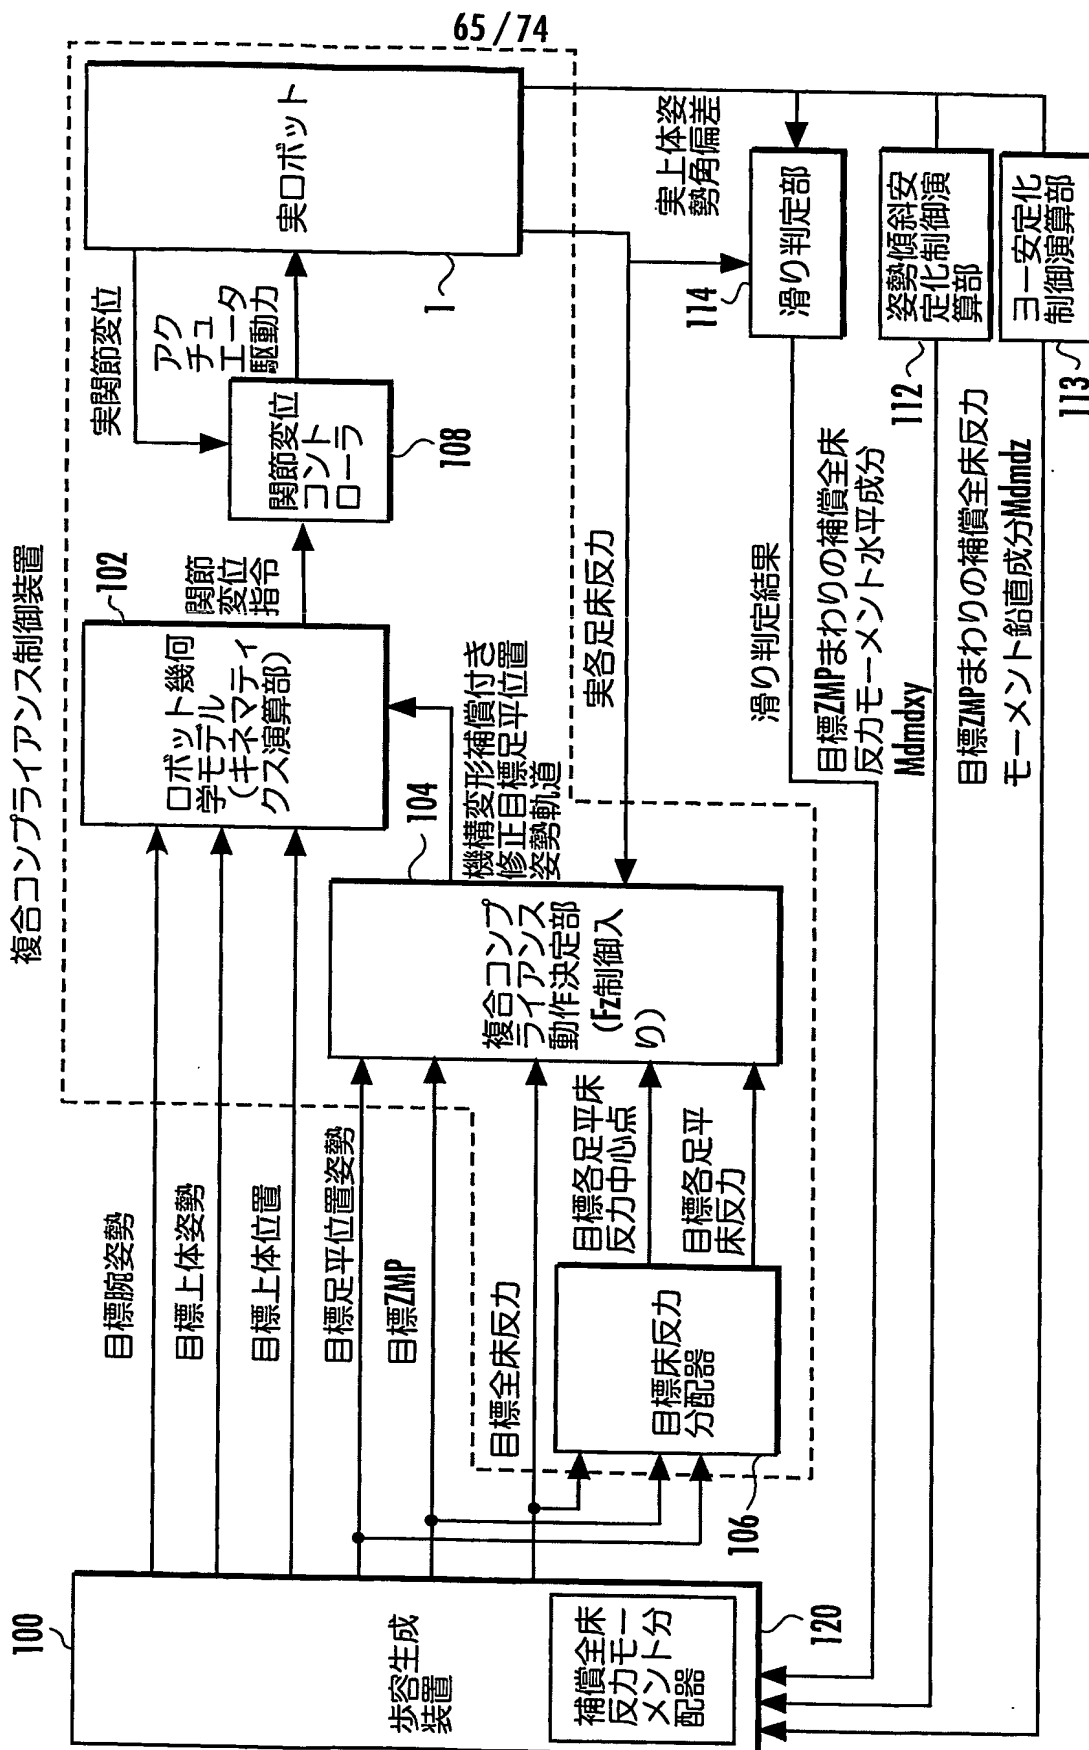 65/74
複合コンプライアンス制御装置
100
歩容生成
装置
補償全床
反力モー
メント分
配器
120
目標腕姿勢
目標上体姿勢
目標上体位置
目標足平位置姿勢
目標ZMP
目標全床反力
目標床反力
分配器
106
目標各足平床
反力中心点
目標各足平
床反力
102
ロボット幾何
学モデル
(キネマティ
クス演算部)
104
複合コンプ
ライアンス
動作決定部
(Fz制御入
り)
機構変形補償付き
修正目標足平位置
姿勢軌道
関節
変位
指令
関節変位
コント
ローラ
108
実関節変位
アク
チュ
エータ
駆動力
実ロボット
1
実各足床反力
実上体姿
勢角偏差
滑り判定部
114
滑り判定結果
姿勢傾斜安
定化制御演
算部
112
目標ZMPまわりの補償全床
反力モーメント水平成分
Mdmdxy
ヨー安定化
制御演算部
113
目標ZMPまわりの補償全床反力
モーメント鉛直成分Mdmdz